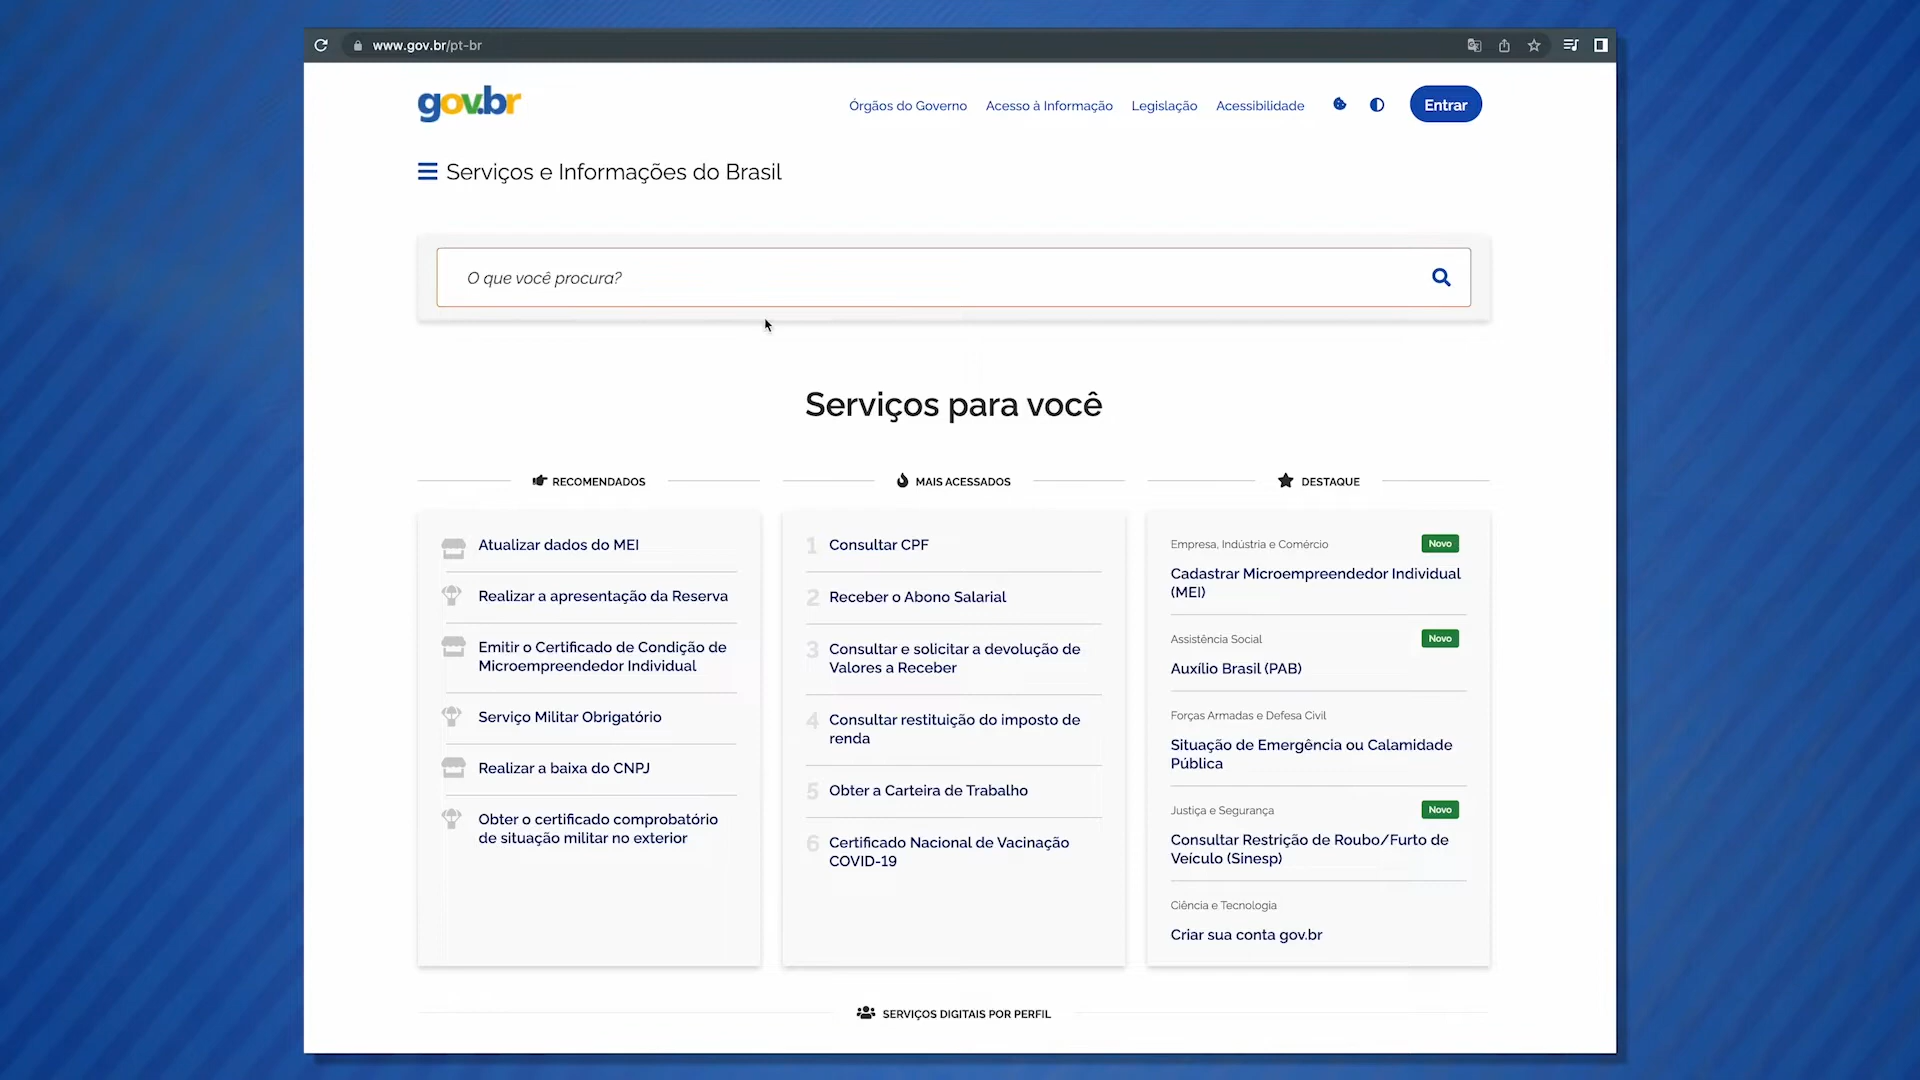 www.gov.br/pt-br
gov.br
Órgãos do Governo
Acesso à Informação
Legislação
Acessibilidade
Entrar
Serviços e Informações do Brasil
O que você procura?
Serviços para você
RECOMENDADOS
Atualizar dados do MEI
Realizar a apresentação da Reserva
Emitir o Certificado de Condição de
Microempreendedor Individual
Serviço Militar Obrigatório
Realizar a baixa do CNPJ
Obter o certificado comprobatório
de situação militar no exterior
MAIS ACESSADOS
1 Consultar CPF
2 Receber o Abono Salarial
3 Consultar e solicitar a devolução de
Valores a Receber
4 Consultar restituição do imposto de
renda
5 Obter a Carteira de Trabalho
6 Certificado Nacional de Vacinação
COVID-19
DESTAQUE
Empresa, Indústria e Comércio
Novo
Cadastrar Microempreendedor Individual
(MEI)
Assistência Social
Novo
Auxílio Brasil (PAB)
Forças Armadas e Defesa Civil
Situação de Emergência ou Calamidade
Pública
Justiça e Segurança
Novo
Consultar Restrição de Roubo/Furto de
Veículo (Sinesp)
Ciência e Tecnologia
Criar sua conta gov.br
SERVIÇOS DIGITAIS POR PERFIL